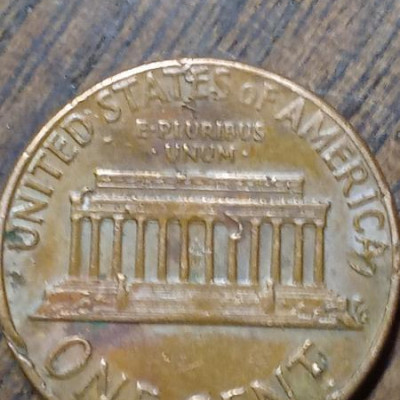 UNITED STATES OF AMERICA
E·PLURIBUS
·UNUM·
ONE CENT